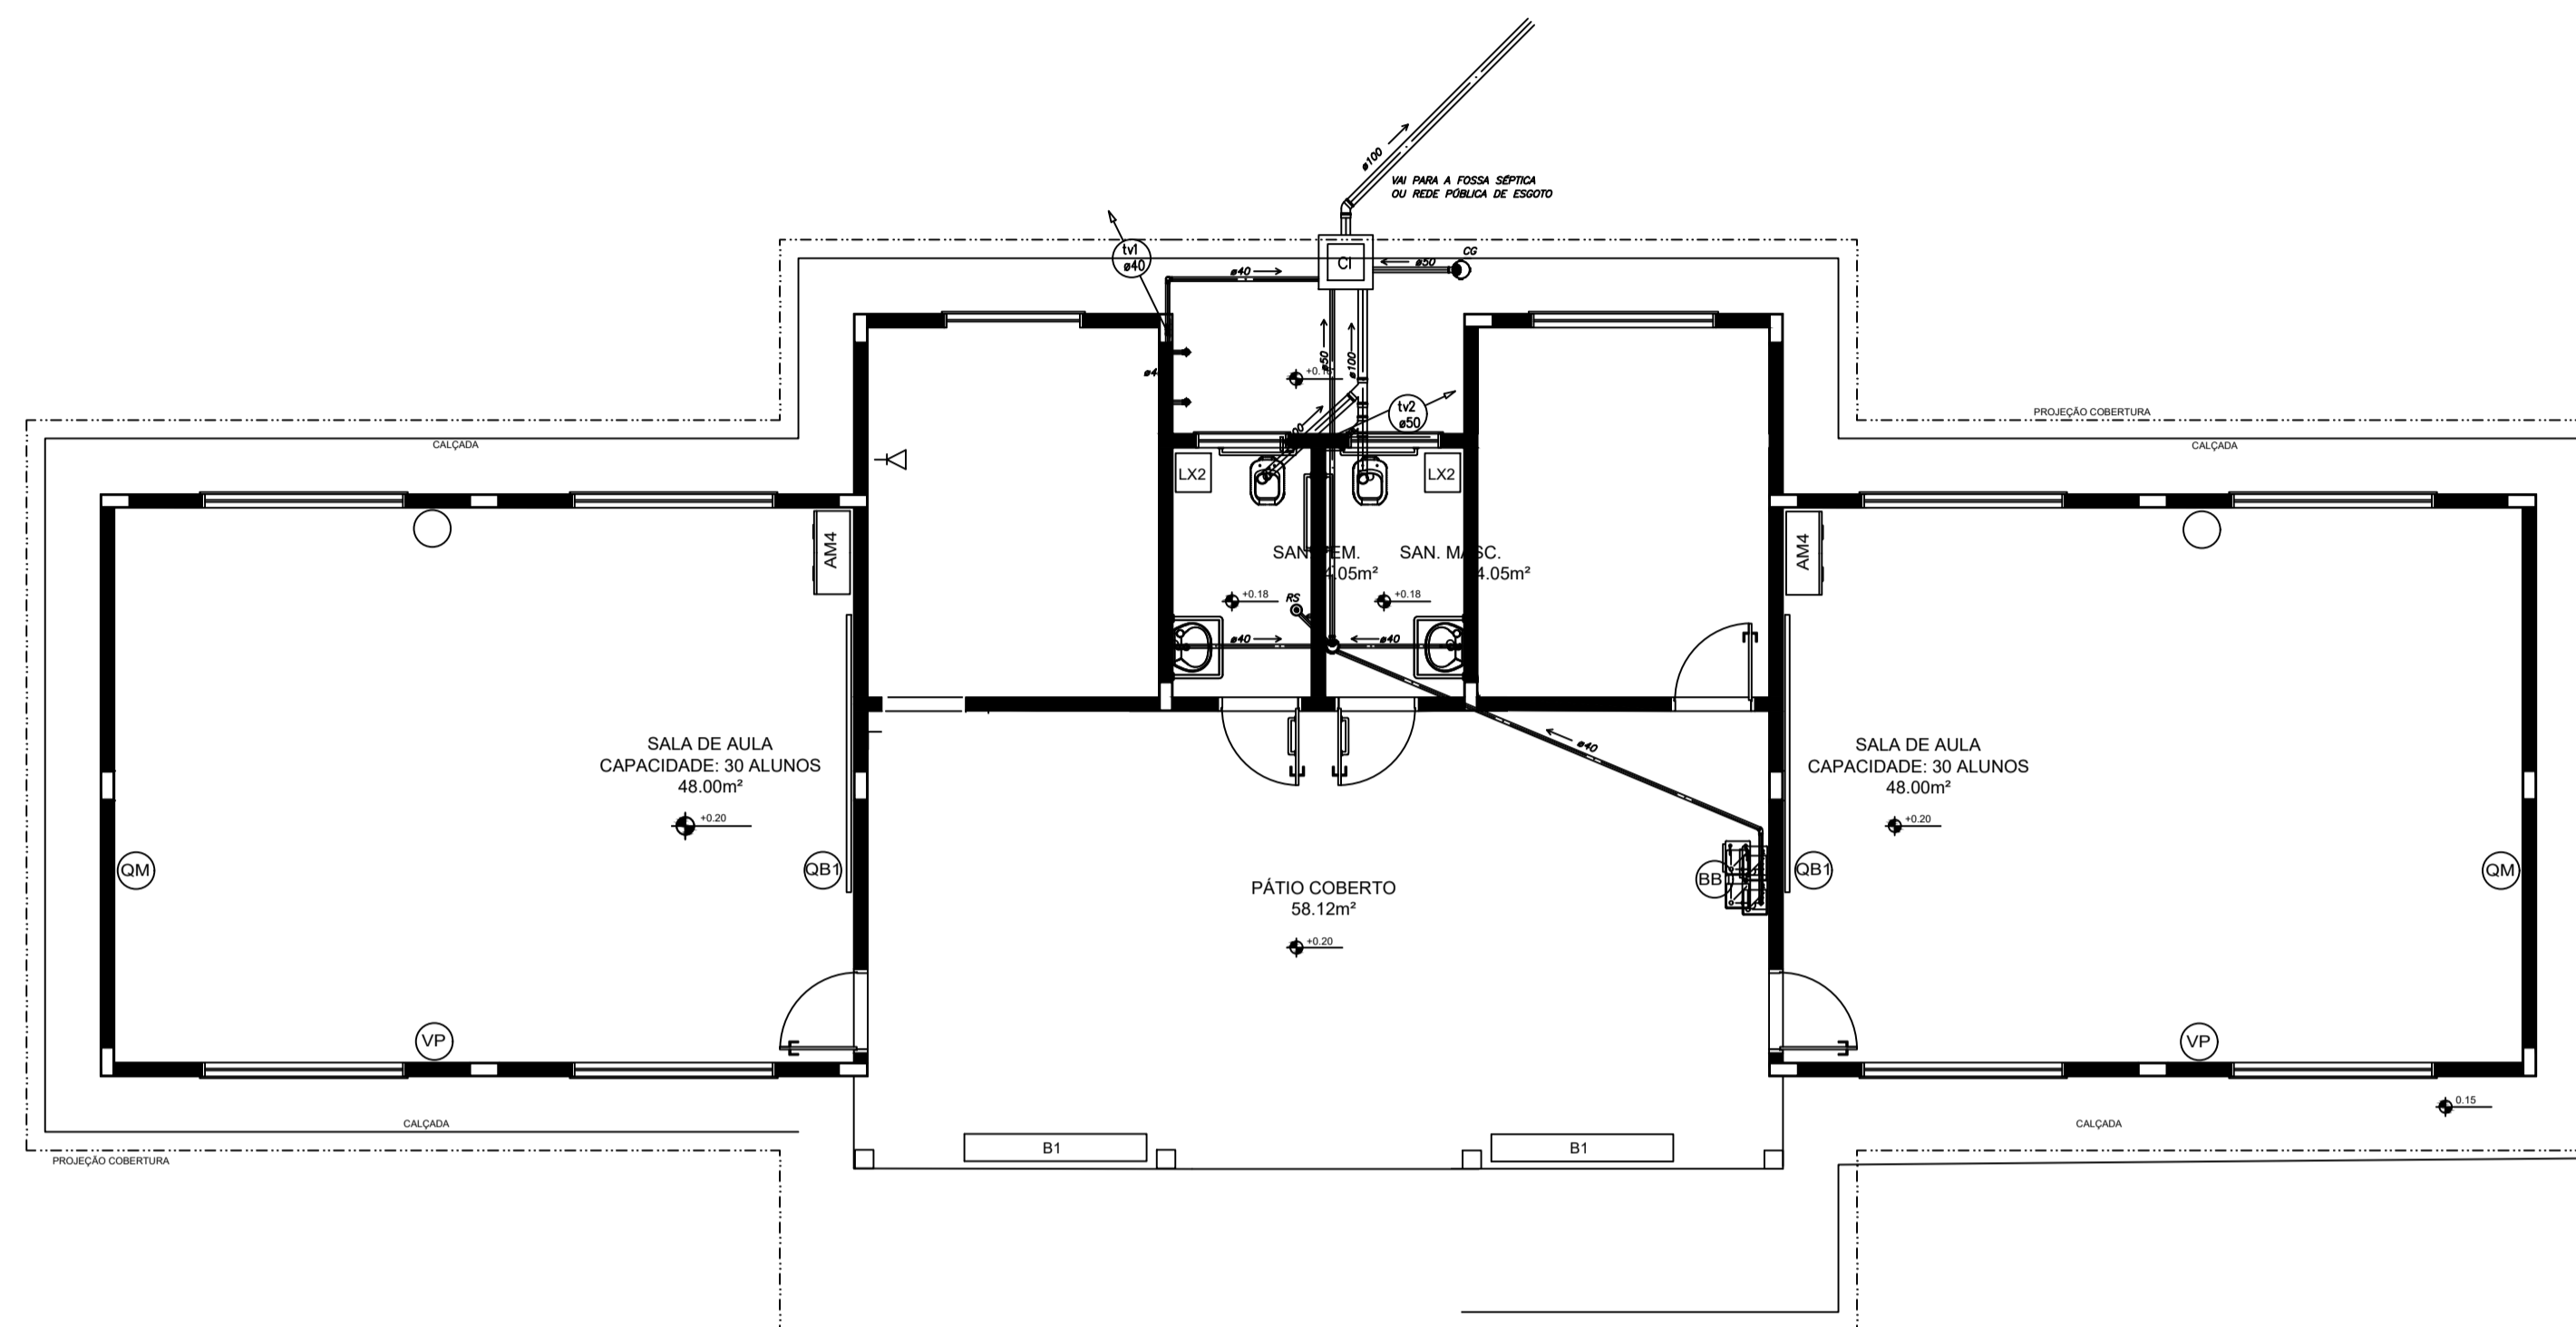 ø100
VAI PARA A FOSSA SÉPTICA
OU REDE PÚBLICA DE ESGOTO
tv1
ø40
ø40
CI
ø50
CG
ø50
ø100
tv2
ø50
PROJEÇÃO COBERTURA
CALÇADA
CALÇADA
LX2
LX2
AM4
AM4
SAN. MASC.
4.05m²
4.05m²
+0.18
RS
+0.18
ø40
ø40
SALA DE AULA
CAPACIDADE: 30 ALUNOS
48.00m²
+0.20
ø40
SALA DE AULA
CAPACIDADE: 30 ALUNOS
48.00m²
+0.20
QM
QB1
PÁTIO COBERTO
58.12m²
+0.20
BB
QB1
QM
VP
VP
CALÇADA
PROJEÇÃO COBERTURA
B1
B1
0.15
CALÇADA